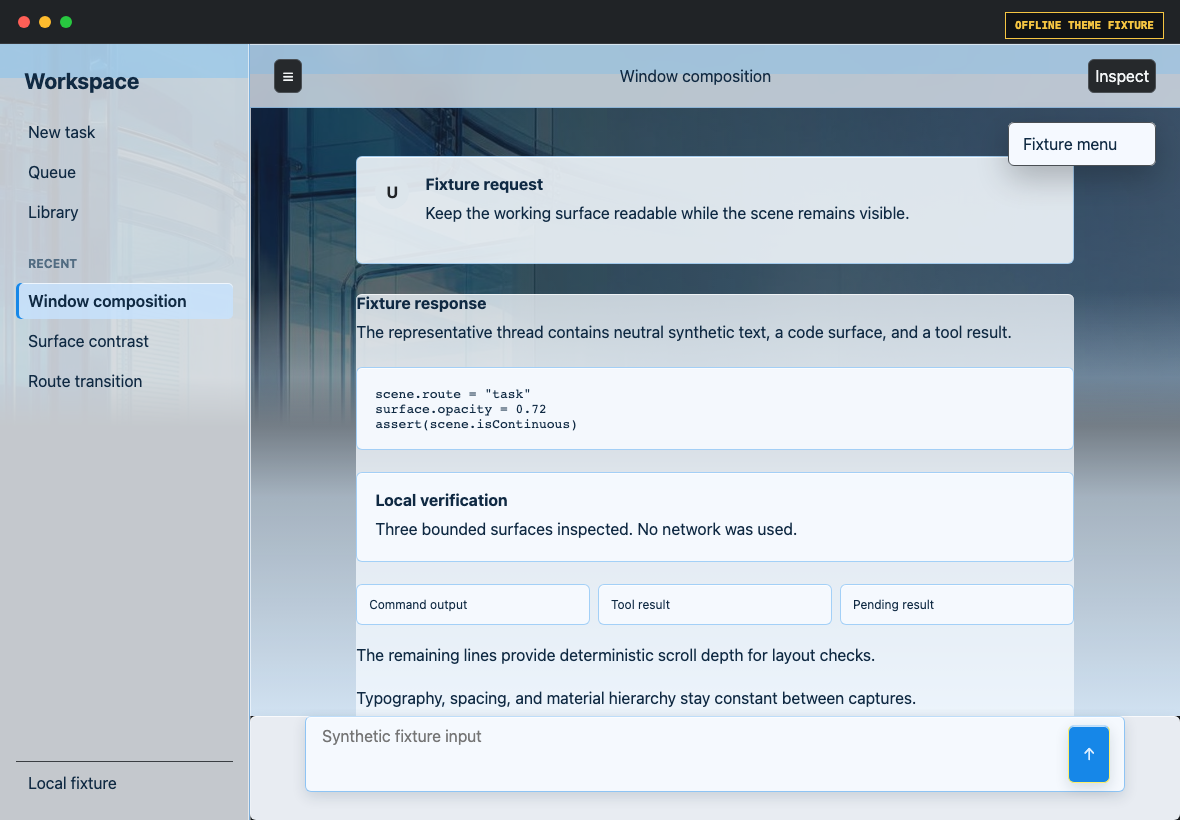 OFFLINE THEME FIXTURE
Workspace
New task
Queue
Library
RECENT
Window composition
Surface contrast
Route transition
Local fixture
Window composition
Inspect
Fixture menu
U
Fixture request
Keep the working surface readable while the scene remains visible.
Fixture response
The representative thread contains neutral synthetic text, a code surface, and a tool result.
scene.route = "task"
surface.opacity = 0.72
assert(scene.isContinuous)
Local verification
Three bounded surfaces inspected. No network was used.
Command output
Tool result
Pending result
The remaining lines provide deterministic scroll depth for layout checks.
Typography, spacing, and material hierarchy stay constant between captures.
Synthetic fixture input